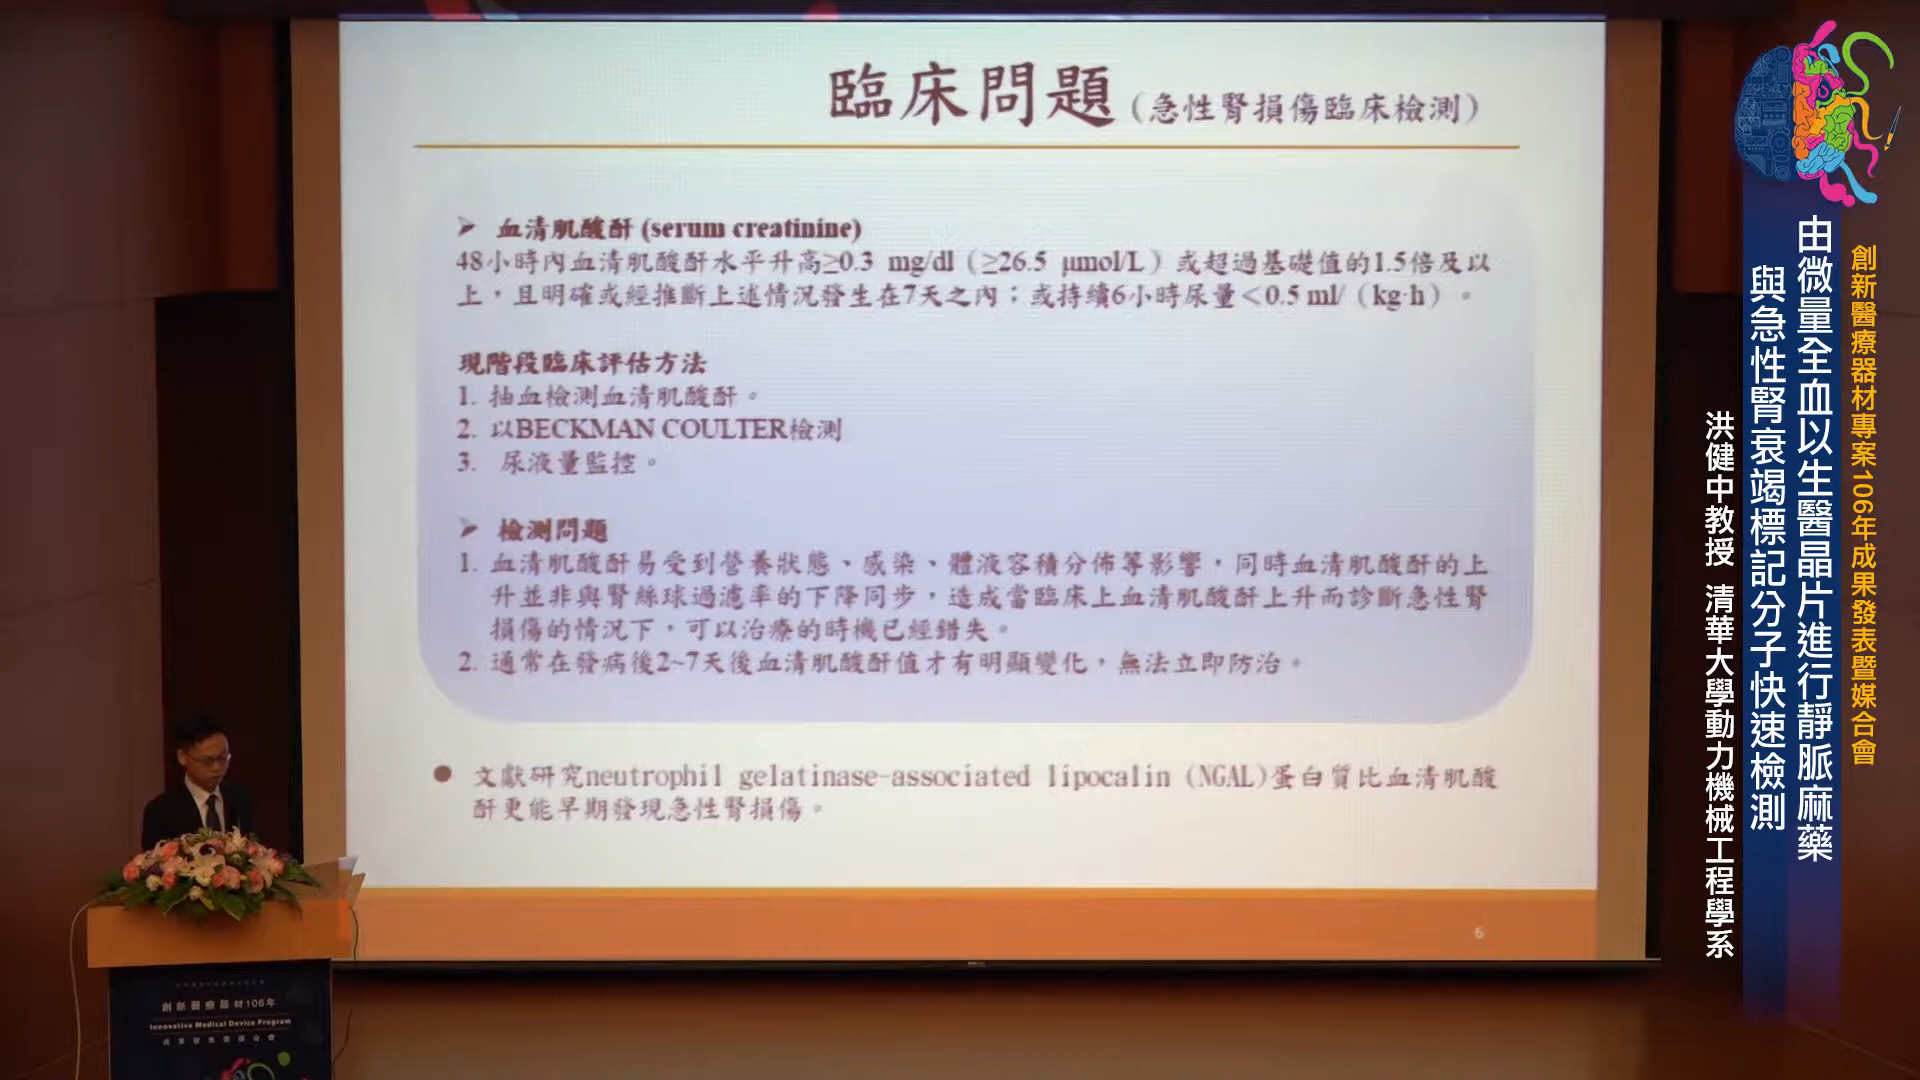 臨床問題 (急性腎損傷臨床檢測)
➢ 血清肌酸酐 (serum creatinine)
48小時內血清肌酸酐水平升高≥0.3 mg/dl（≥26.5 μmol/L）或超過基礎值的1.5倍及以
上，且明確或經推斷上述情況發生在7天之內；或持續6小時尿量＜0.5 ml/（kg·h）。
現階段臨床評估方法
1. 抽血檢測血清肌酸酐。
2. 以BECKMAN COULTER檢測
3. 尿液量監控。
➢ 檢測問題
1. 血清肌酸酐易受到營養狀態、感染、體液容積分佈等影響，同時血清肌酸酐的上
升並非與腎絲球過濾率的下降同步，造成當臨床上血清肌酸酐上升而診斷急性腎
損傷的情況下，可以治療的時機已經錯失。
2. 通常在發病後2~7天後血清肌酸酐值才有明顯變化，無法立即防治。
● 文獻研究neutrophil gelatinase-associated lipocalin (NGAL)蛋白質比血清肌酸
酐更能早期發現急性腎損傷。
6
創新醫療器材106年
Innovative Medical Device Program
成果發表暨媒合會
創新醫療器材專案106年成果發表暨媒合會
由微量全血以生醫晶片進行靜脈麻藥
與急性腎衰竭標記分子快速檢測
洪健中教授 清華大學動力機械工程學系